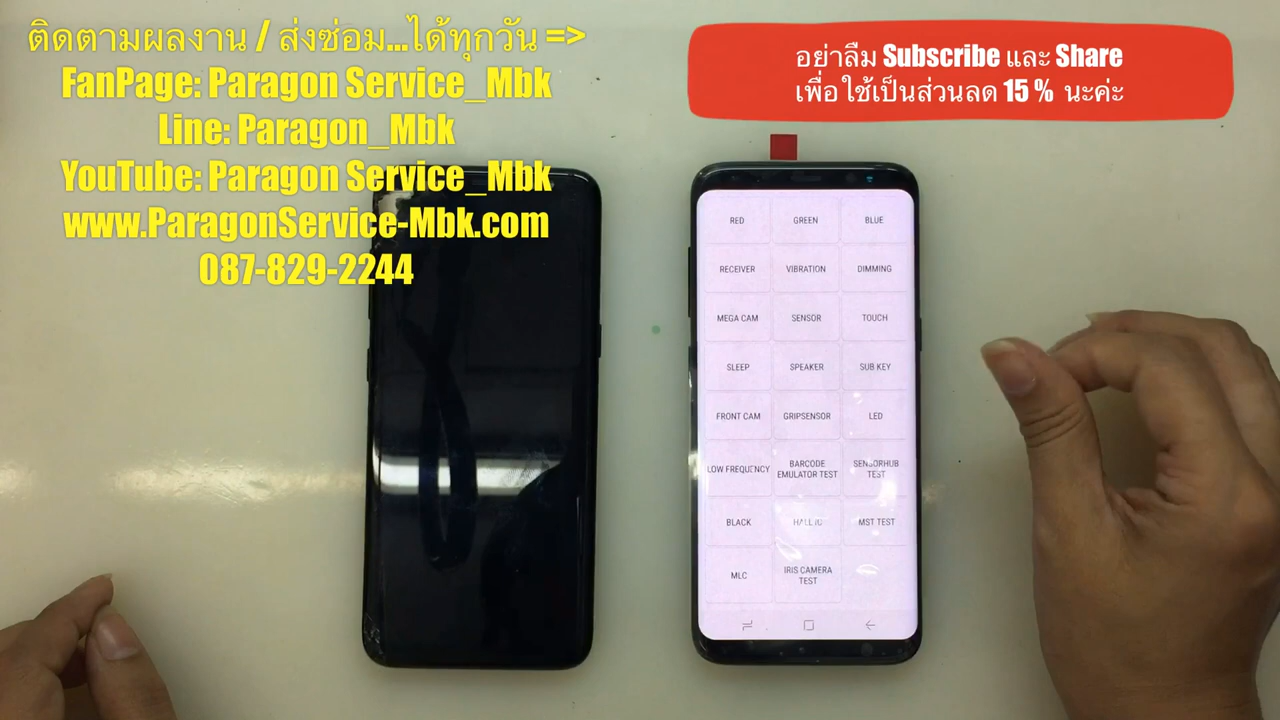 ติดตามผลงาน / ส่งซ่อม...ได้ทุกวัน =>
FanPage: Paragon Service_Mbk
Line: Paragon_Mbk
YouTube: Paragon Service_Mbk
www.ParagonService-Mbk.com
087-829-2244
อย่าลืม Subscribe และ Share
เพื่อใช้เป็นส่วนลด 15 % นะค่ะ
RED GREEN BLUE
RECEIVER VIBRATION DIMMING
MEGA CAM SENSOR TOUCH
SLEEP SPEAKER SUB KEY
FRONT CAM GRIPSENSOR LED
LOW FREQUENCY BARCODE EMULATOR TEST SENSORHUB TEST
BLACK HALL IC MST TEST
MLC IRIS CAMERA TEST